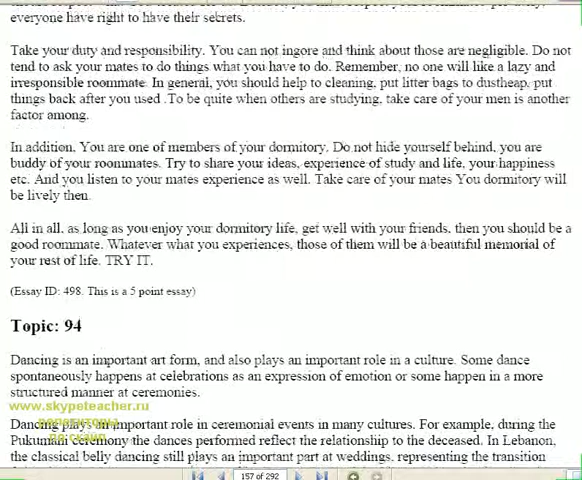 everyone have right to have their secrets.
Take your duty and responsibility. You can not ingore and think about those are negligible. Do not
tend to ask your mates to do things what you have to do. Remember, no one will like a lazy and
irresponsible roommate. In general, you should help to cleaning, put litter bags to dustheap, put
things back after you used .To be quite when others are studying, take care of your men is another
factor among.
In addition, You are one of members of your dormitory. Do not hide yourself behind, you are
buddy of your roommates. Try to share your ideas, experience of study and life, your happiness
etc. And you listen to your mates experience as well. Take care of your mates You dormitory will
be lively then.
All in all, as long as you enjoy your dormitory life, get well with your friends, then you should be a
good roommate. Whatever what you experiences, those of them will be a beautiful memorial of
your rest of life. TRY IT.
(Essay ID: 498. This is a 5 point essay)
Topic: 94
Dancing is an important art form, and also plays an important role in a culture. Some dance
spontaneously happens at celebrations as an expression of emotion or some happen in a more
structured manner at ceremonies.
www.skypeteacher.ru
Dancing plays an important role in ceremonial events in many cultures. For example, during the
репетиторы
Pukumani ceremony the dances performed reflect the relationship to the deceased. In Lebanon,
по скайп
the classical belly dancing still plays an important part at weddings, representing the transition
157 of 292